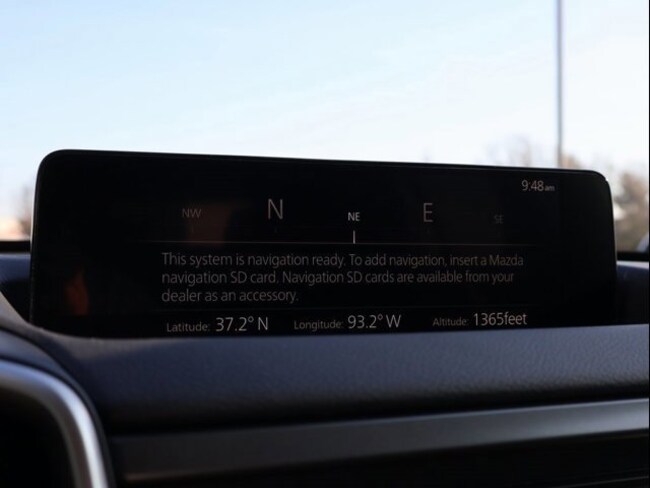 9:48am
NW N NE E SE
This system is navigation ready. To add navigation, insert a Mazda
navigation SD card. Navigation SD cards are available from your
dealer as an accessory.
Latitude: 37.2° N Longitude: 93.2° W Altitude: 1365feet